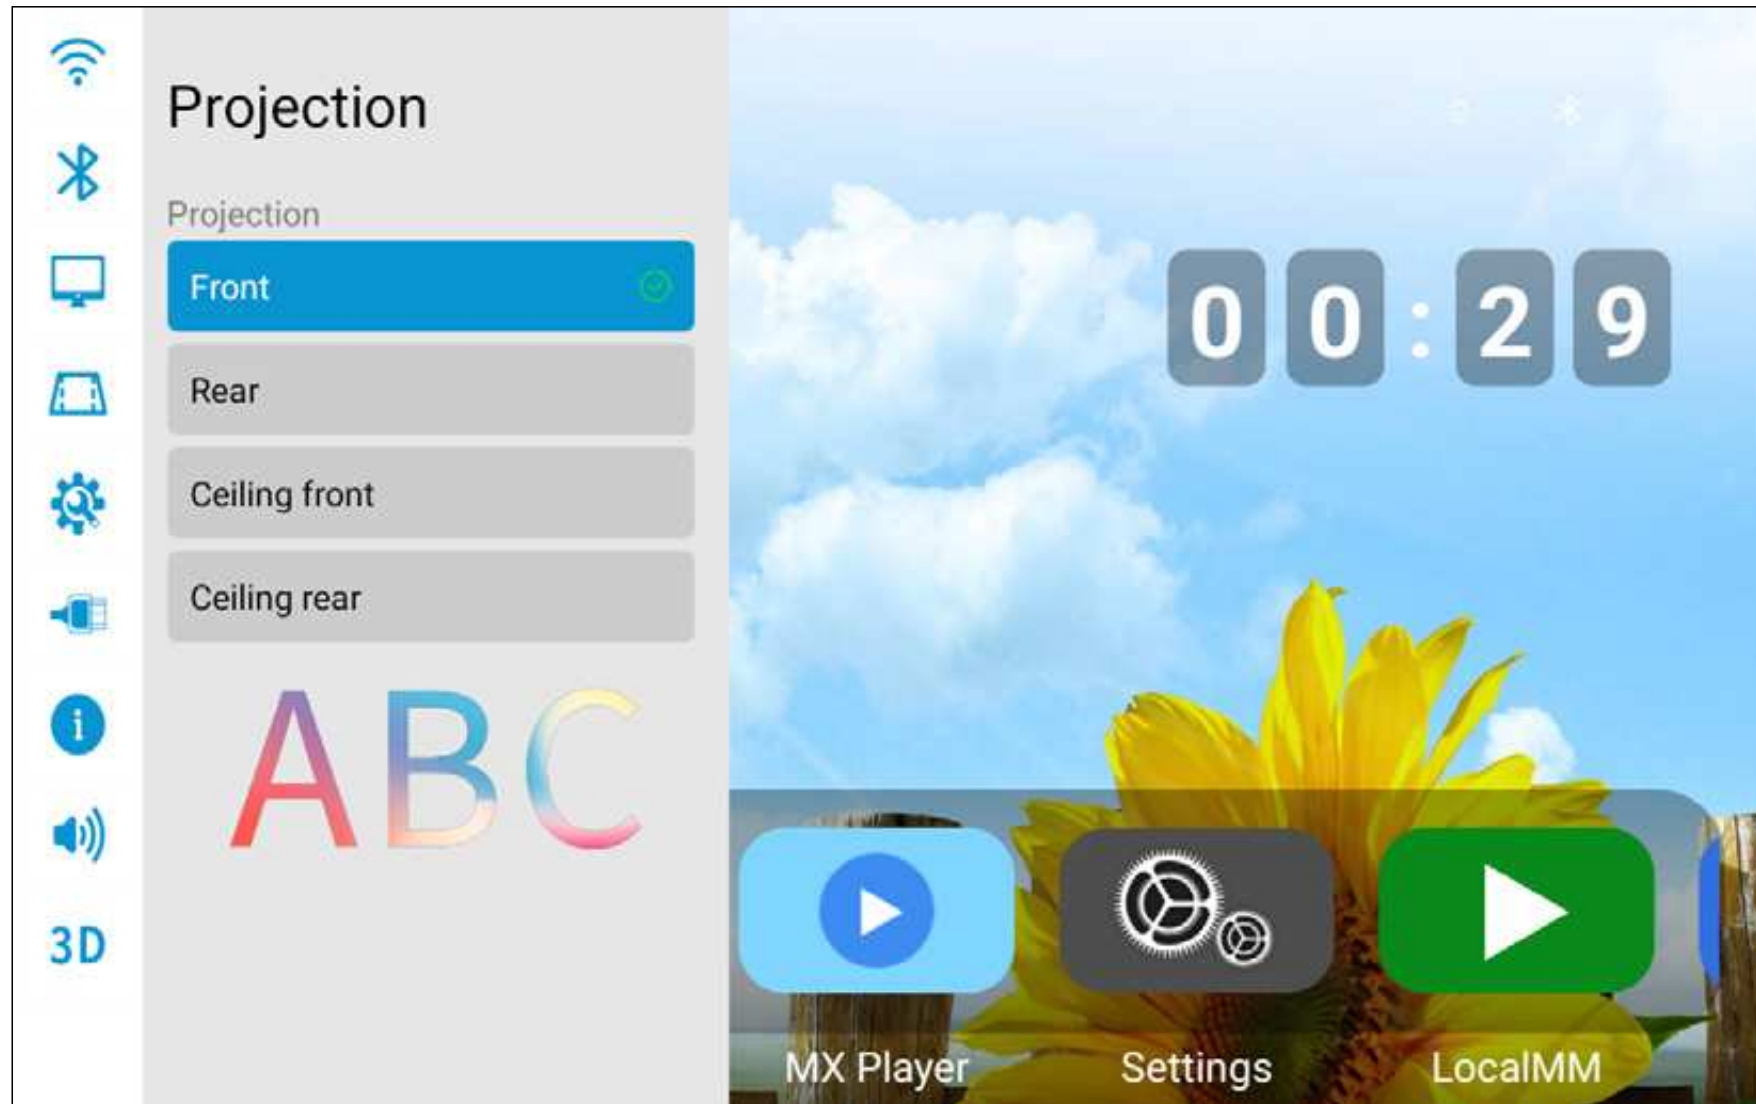 Projection
Projection
Front
Rear
Ceiling front
Ceiling rear
ABC
3D
00:29
MX Player
Settings
LocalMM